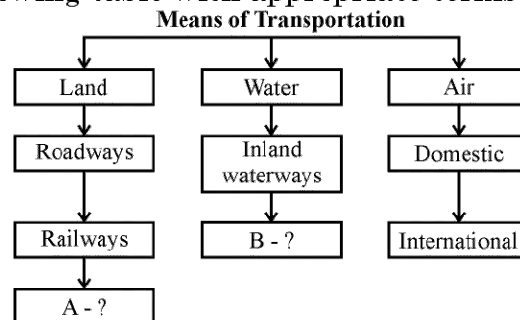 Means of Transportation
Land Water Air
Roadways Inland waterways Domestic
Railways B - ? International
A - ?